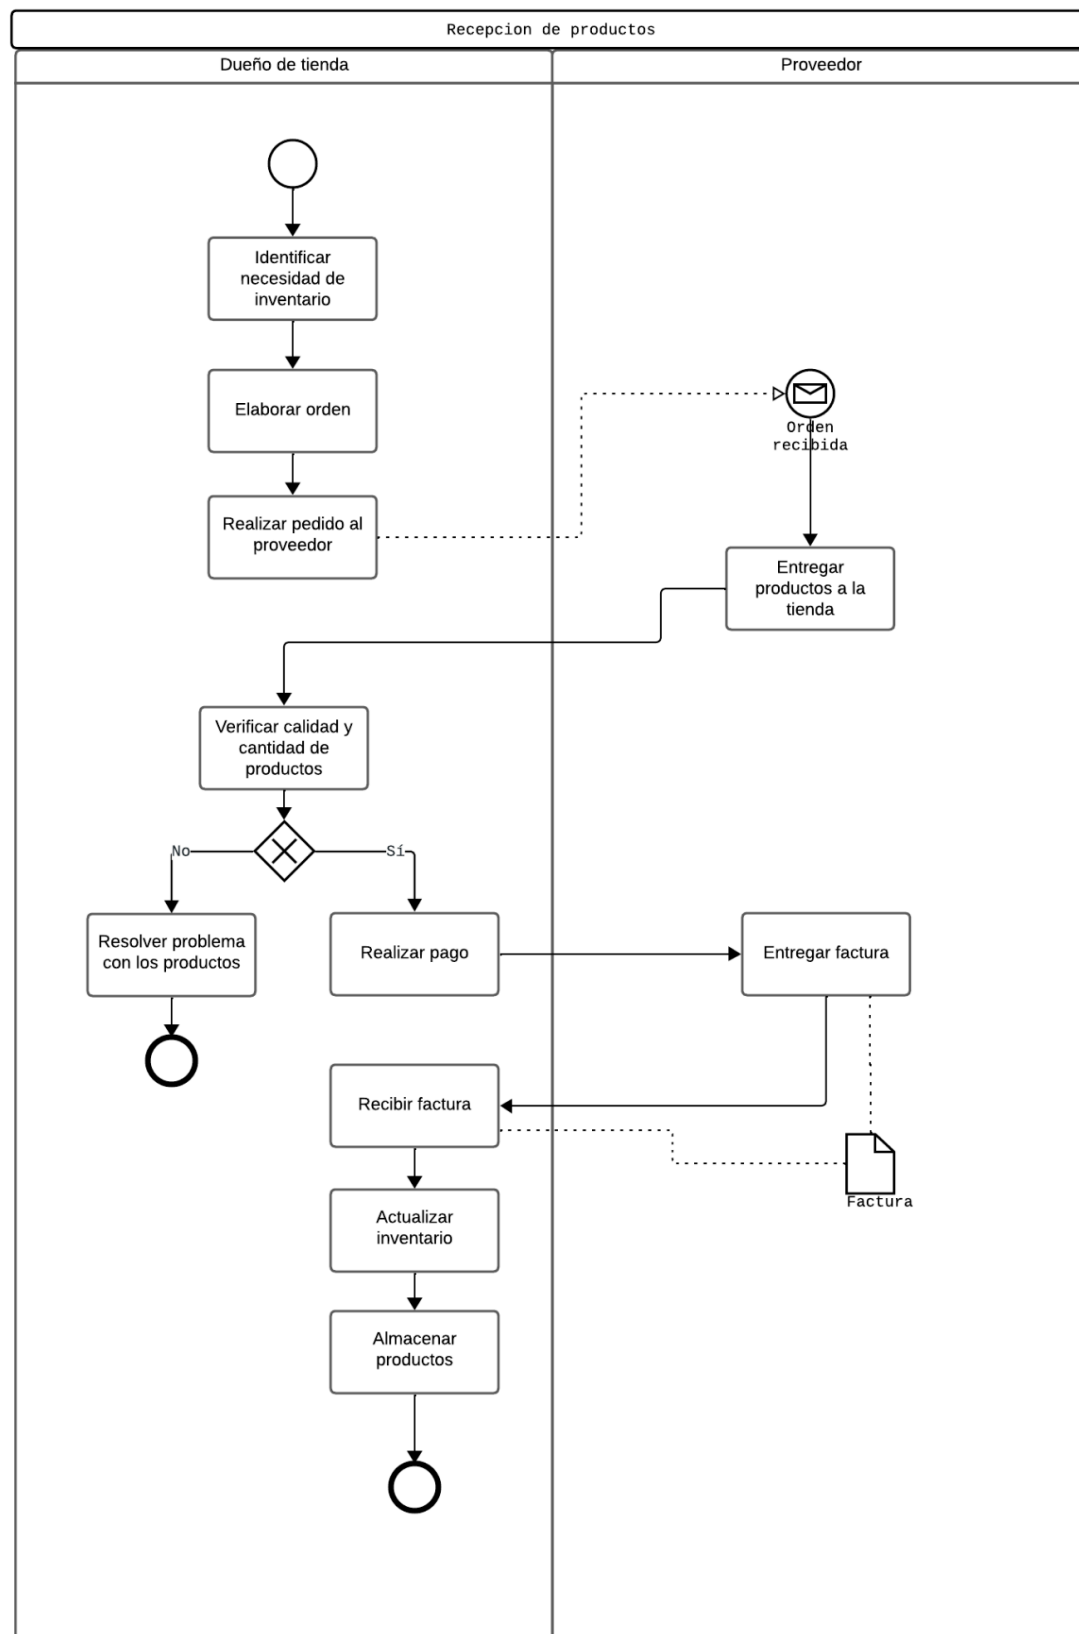 Recepcion de productos
Dueño de tienda
Proveedor
Identificar
necesidad de
inventario
Elaborar orden
Orden
recibida
Realizar pedido al
proveedor
Entregar
productos a la
tienda
Verificar calidad y
cantidad de
productos
No
Sí
Resolver problema
con los productos
Realizar pago
Entregar factura
Recibir factura
Factura
Actualizar
inventario
Almacenar
productos